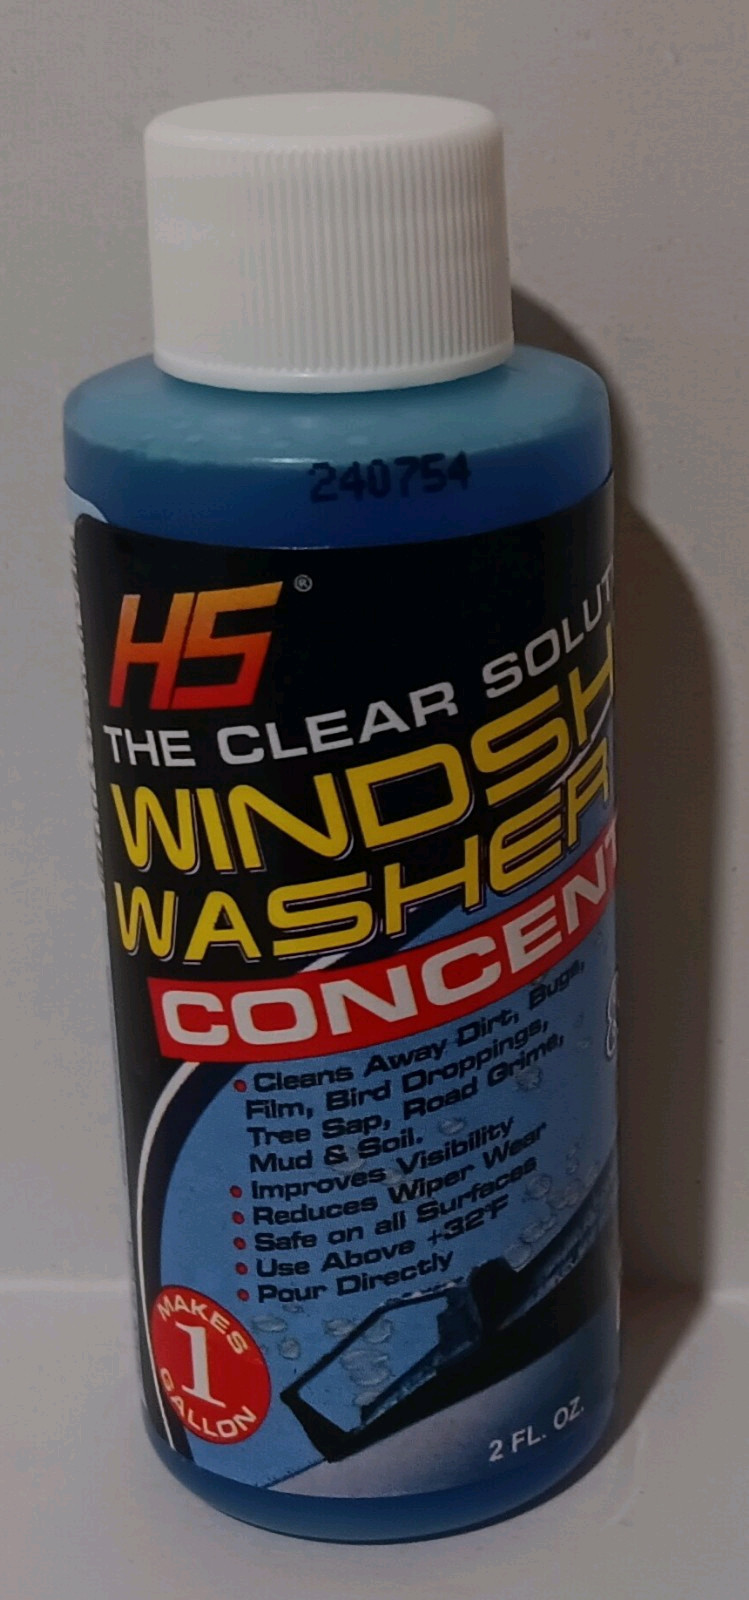 240754
HS®
THE CLEAR SOLUT
WINDSH
WASHER
CONCENT
• Cleans Away Dirt, Bugs,
Film, Bird Droppings,
Tree Sap, Road Grime,
Mud & Soil.
• Improves Visibility
• Reduces Wiper Wear
• Safe on all Surfaces
• Use Above +32°F
• Pour Directly
MAKES
1
GALLON
2 FL. OZ.
&